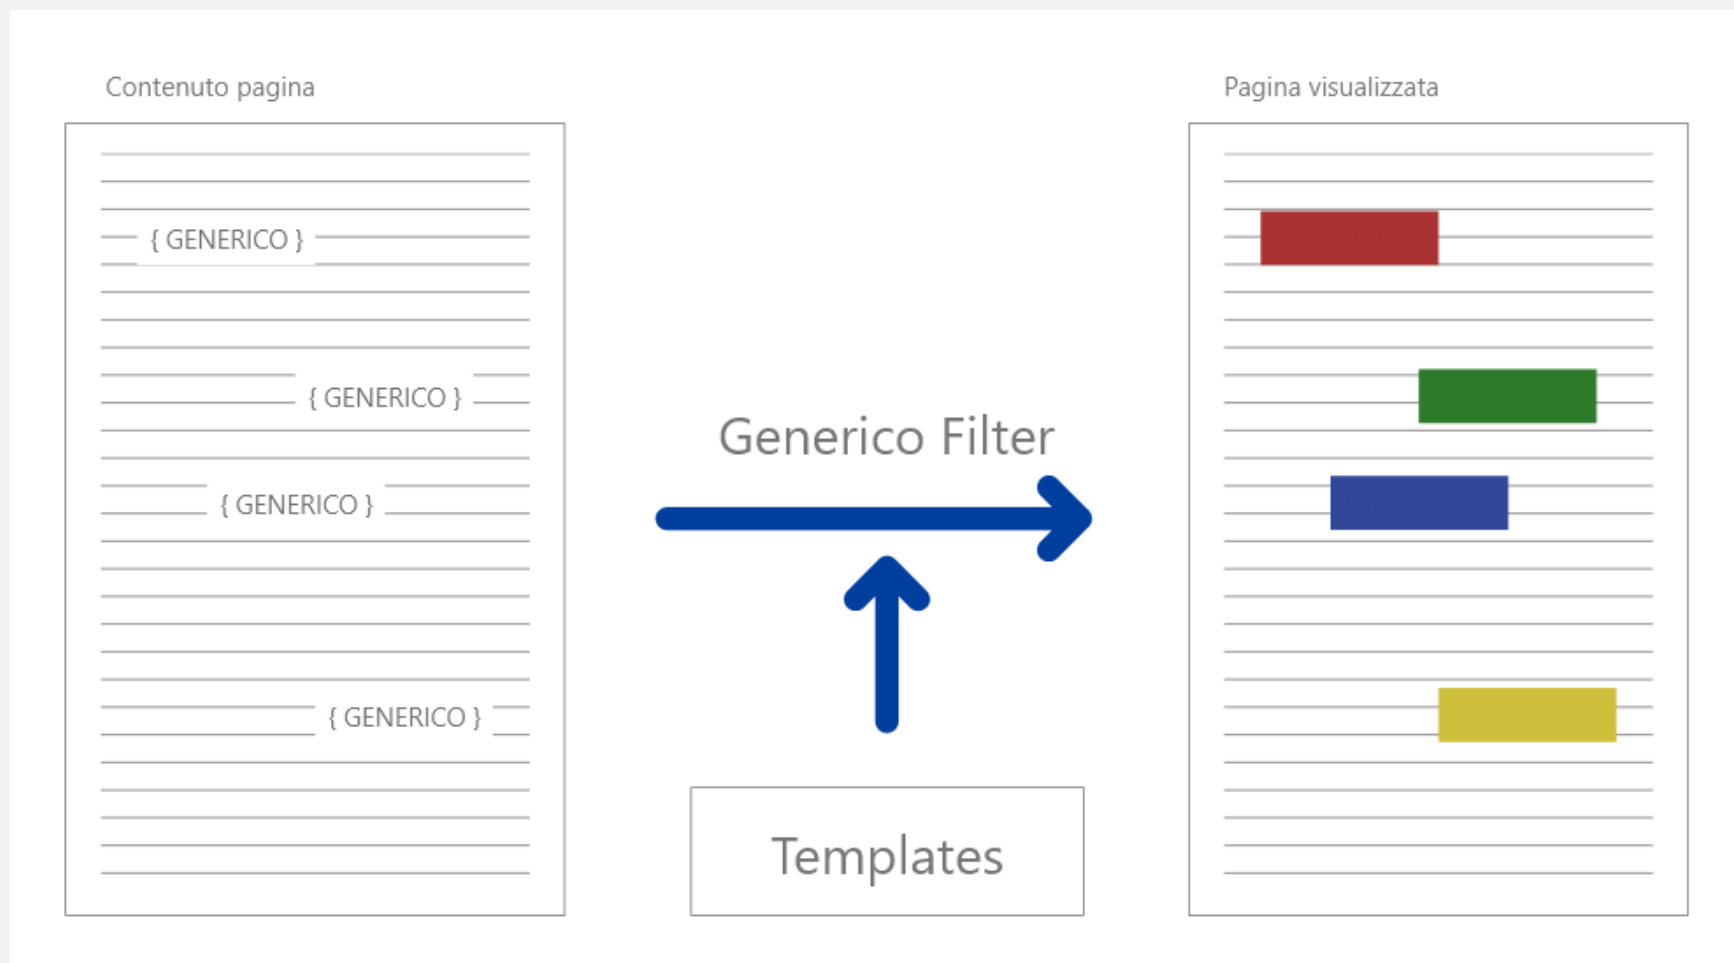 Contenuto pagina
{ GENERICO }
{ GENERICO }
{ GENERICO }
{ GENERICO }
Generico Filter
Templates
Pagina visualizzata